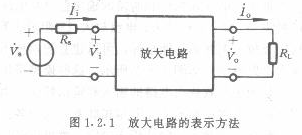 İi
İo
+
Rs
+
+
V̇s
V̇i
放大电路
V̇o
RL
−
−
−
图 1.2.1 放大电路的表示方法